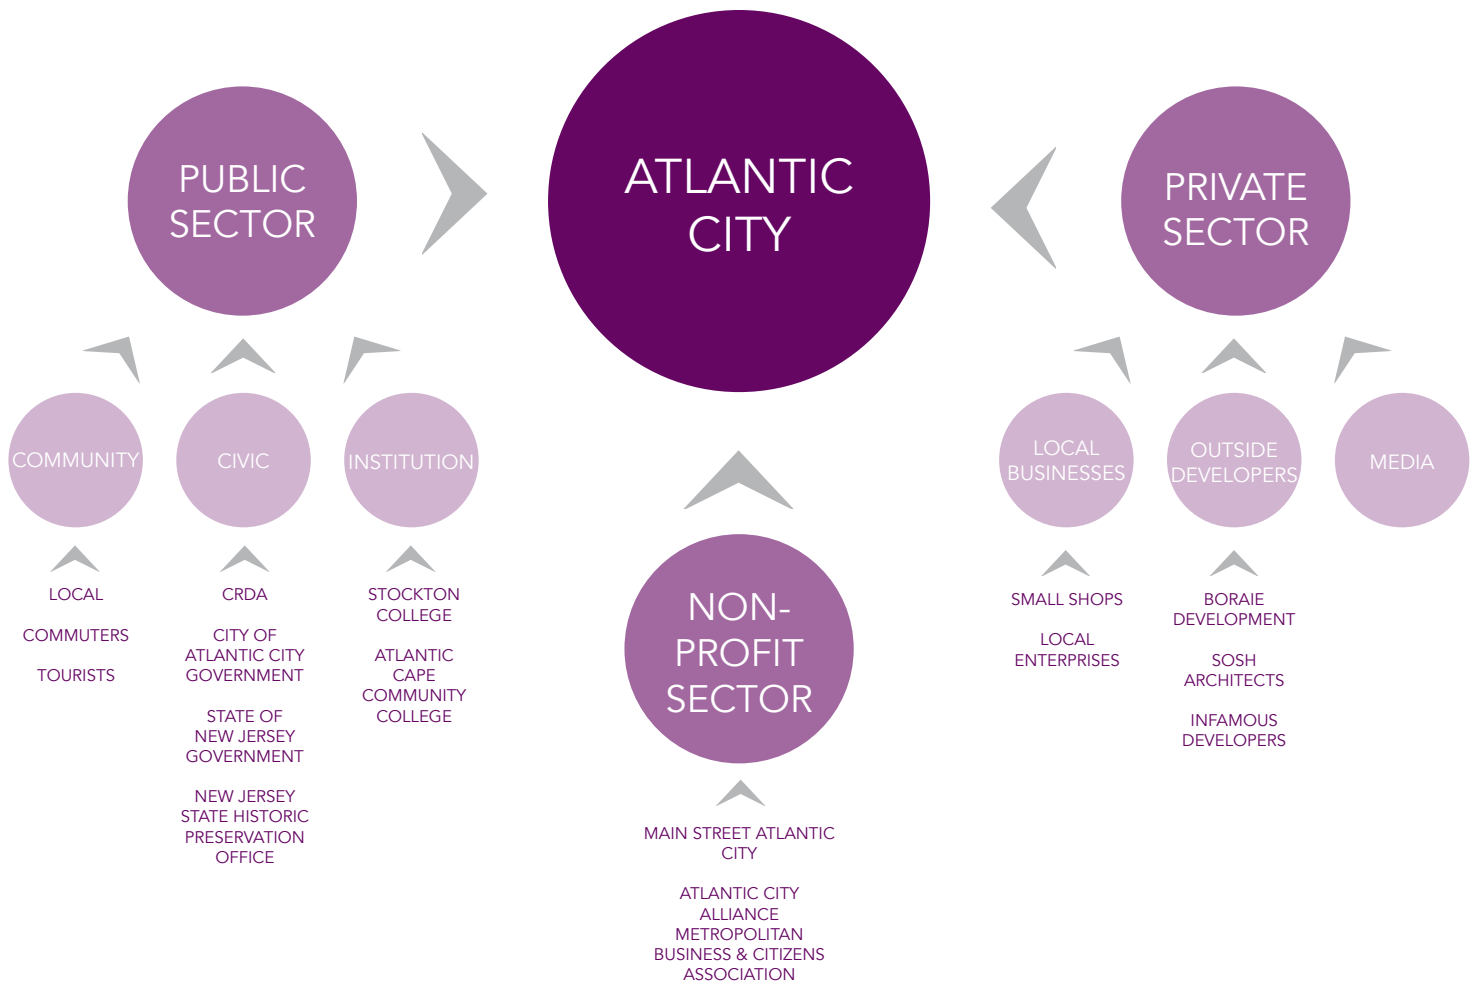 ATLANTIC
CITY
PUBLIC
SECTOR
PRIVATE
SECTOR
COMMUNITY
CIVIC
INSTITUTION
LOCAL
BUSINESSES
OUTSIDE
DEVELOPERS
MEDIA
LOCAL
COMMUTERS
TOURISTS
CRDA
CITY OF
ATLANTIC CITY
GOVERNMENT
STATE OF
NEW JERSEY
GOVERNMENT
NEW JERSEY
STATE HISTORIC
PRESERVATION
OFFICE
STOCKTON
COLLEGE
ATLANTIC
CAPE
COMMUNITY
COLLEGE
NON-
PROFIT
SECTOR
MAIN STREET ATLANTIC
CITY
ATLANTIC CITY
ALLIANCE
METROPOLITAN
BUSINESS & CITIZENS
ASSOCIATION
SMALL SHOPS
LOCAL
ENTERPRISES
BORAIE
DEVELOPMENT
SOSH
ARCHITECTS
INFAMOUS
DEVELOPERS